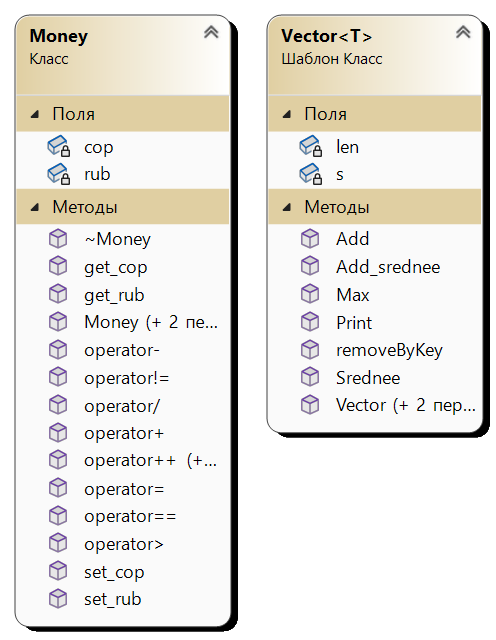 Money
Класс
Поля
cop
rub
Методы
~Money
get_cop
get_rub
Money (+ 2 пе...
operator-
operator!=
operator/
operator+
operator++ (+...
operator=
operator==
operator>
set_cop
set_rub
Vector<T>
Шаблон Класс
Поля
len
s
Методы
Add
Add_srednee
Max
Print
removeByKey
Srednee
Vector (+ 2 пер...